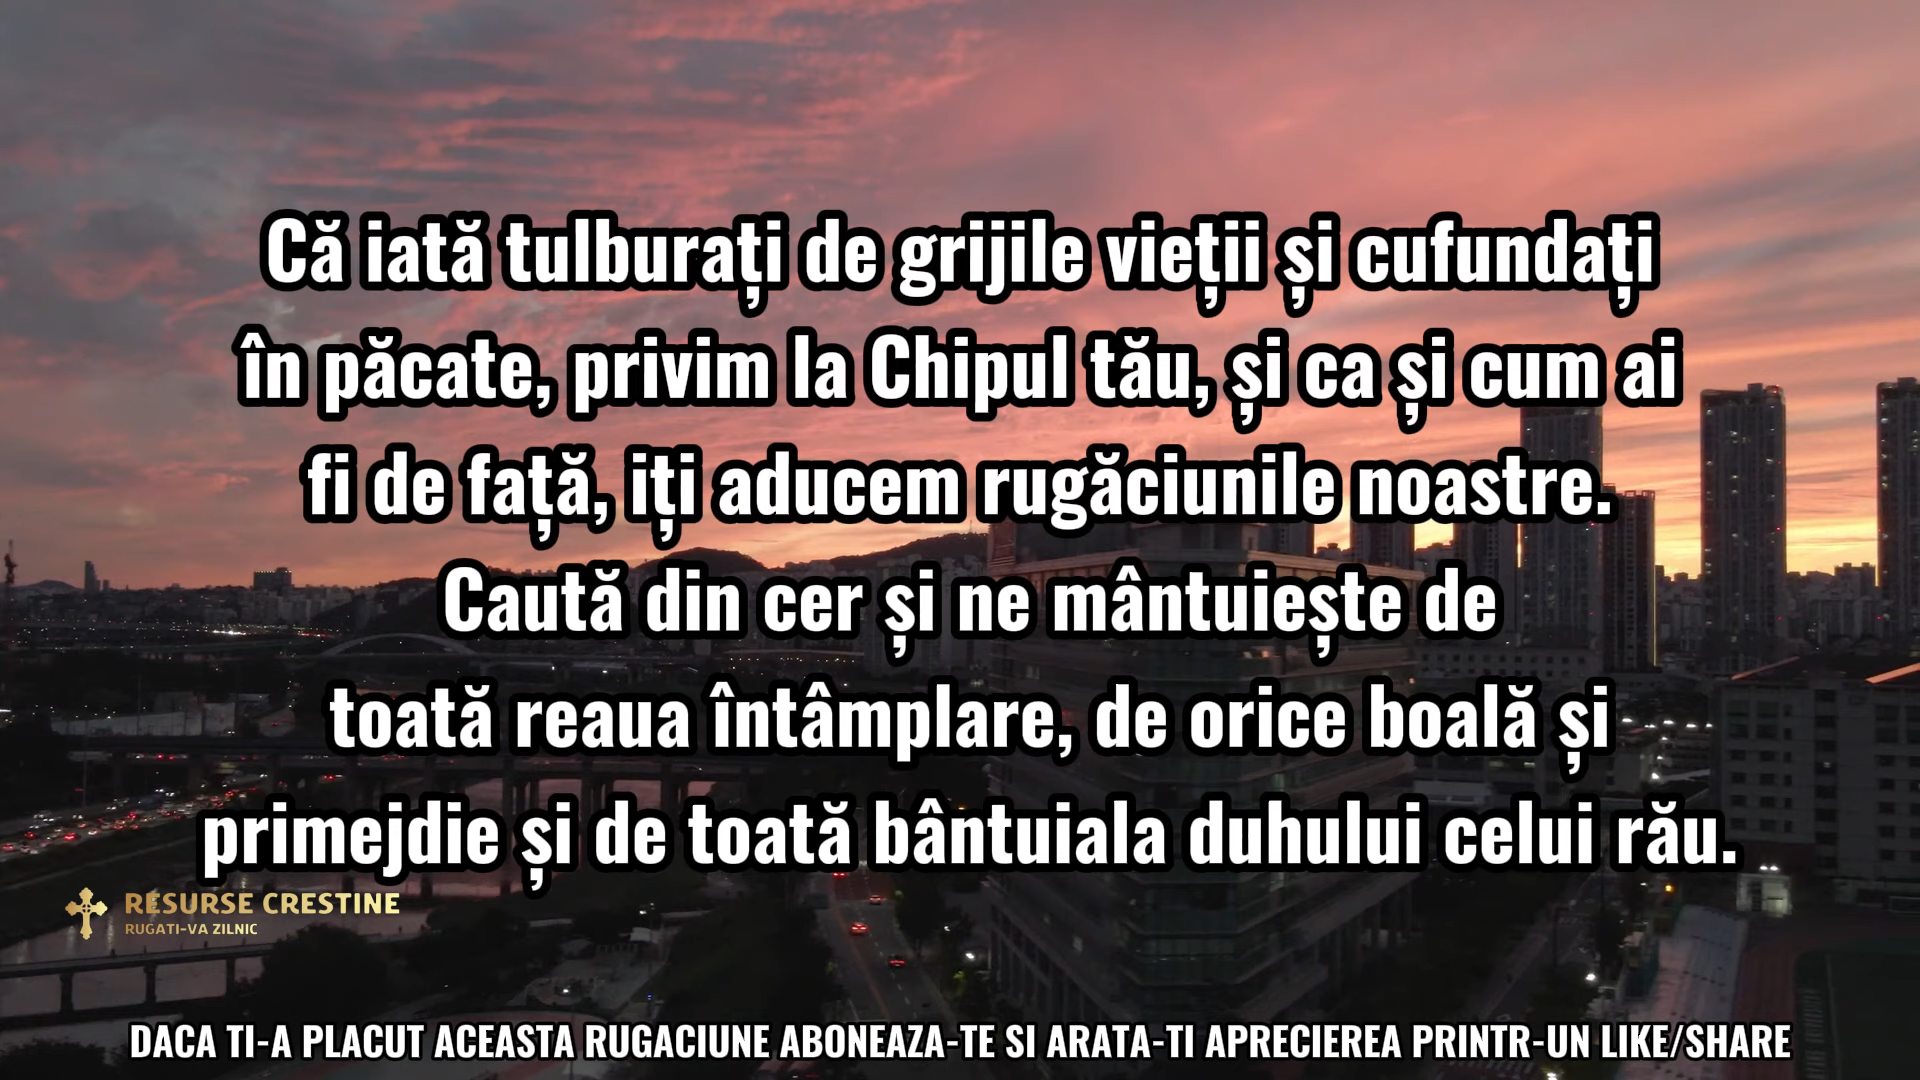 Că iată tulburați de grijile vieții și cufundați
în păcate, privim la Chipul tău, și ca și cum ai
fi de față, iți aducem rugăciunile noastre.
Caută din cer și ne mântuiește de
toată reaua întâmplare, de orice boală și
primejdie și de toată bântuiala duhului celui rău.
RESURSE CRESTINE
RUGATI-VA ZILNIC
DACA TI-A PLACUT ACEASTA RUGACIUNE ABONEAZA-TE SI ARATA-TI APRECIEREA PRINTR-UN LIKE/SHARE